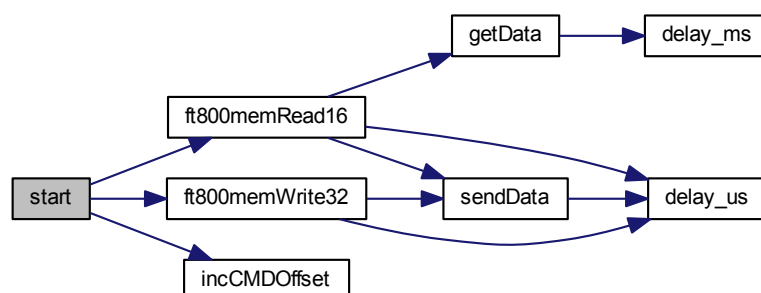 getData
delay_ms
ft800memRead16
start
ft800memWrite32
sendData
delay_us
incCMDOffset